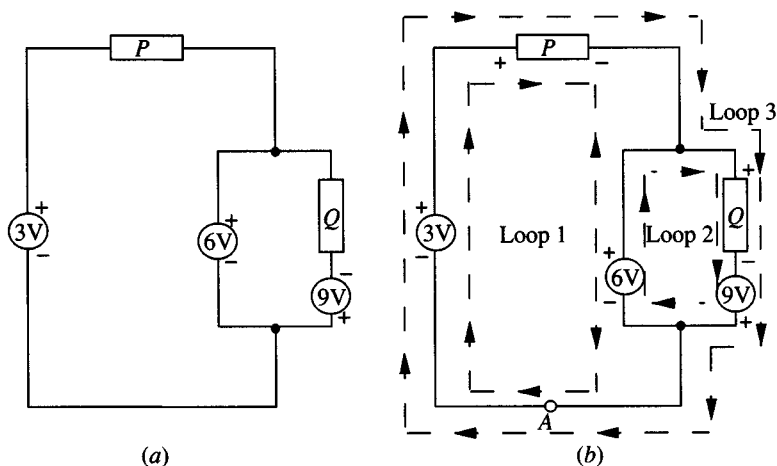 P
+
3V
-
+
6V
-
Q
-
9V
+
(a)
P
+ -
Loop 3
+
3V
-
Loop 1
+
6V
-
Loop 2
+
Q
-
9V
+
A
(b)